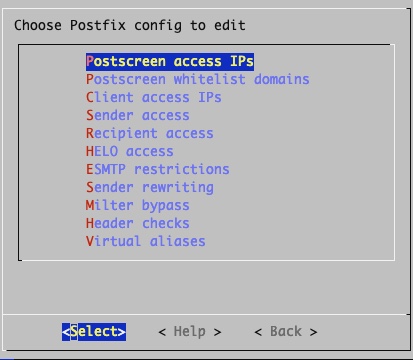 Choose Postfix config to edit
Postscreen access IPs
Postscreen whitelist domains
Client access IPs
Sender access
Recipient access
HELO access
ESMTP restrictions
Sender rewriting
Milter bypass
Header checks
Virtual aliases
<Select> < Help > < Back >